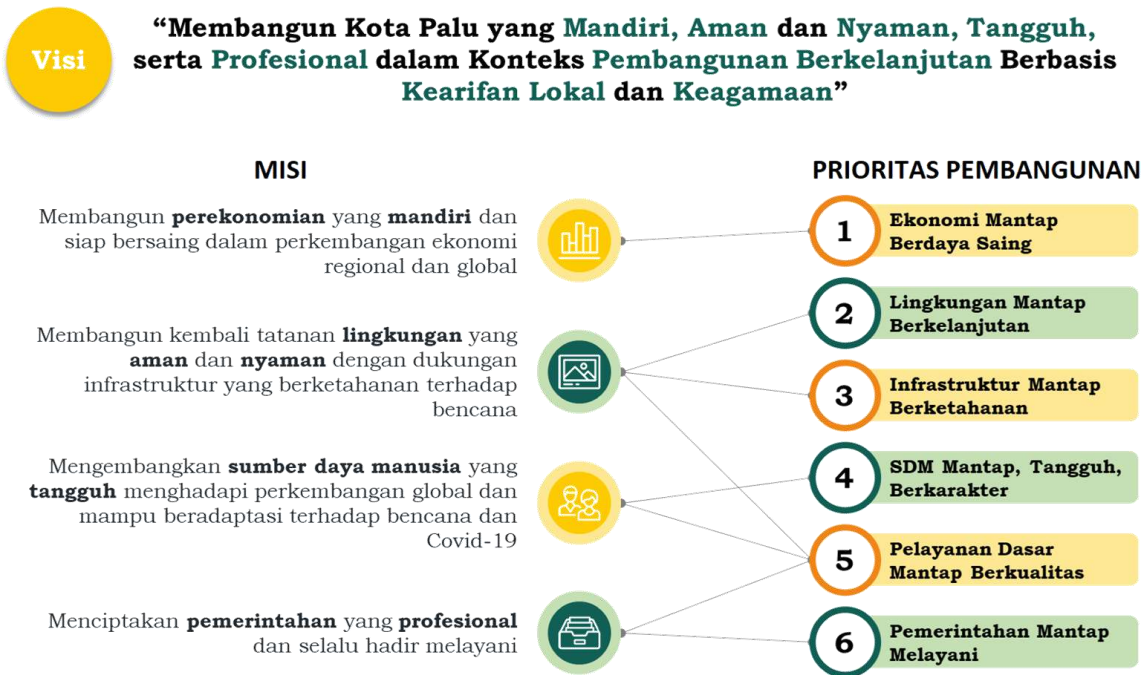 Visi
“Membangun Kota Palu yang Mandiri, Aman dan Nyaman, Tangguh,
serta Profesional dalam Konteks Pembangunan Berkelanjutan Berbasis
Kearifan Lokal dan Keagamaan”
MISI
Membangun perekonomian yang mandiri dan
siap bersaing dalam perkembangan ekonomi
regional dan global
Membangun kembali tatanan lingkungan yang
aman dan nyaman dengan dukungan
infrastruktur yang berketahanan terhadap
bencana
Mengembangkan sumber daya manusia yang
tangguh menghadapi perkembangan global dan
mampu beradaptasi terhadap bencana dan
Covid-19
Menciptakan pemerintahan yang profesional
dan selalu hadir melayani
PRIORITAS PEMBANGUNAN
1
Ekonomi Mantap
Berdaya Saing
2
Lingkungan Mantap
Berkelanjutan
3
Infrastruktur Mantap
Berketahanan
4
SDM Mantap, Tangguh,
Berkarakter
5
Pelayanan Dasar
Mantap Berkualitas
6
Pemerintahan Mantap
Melayani